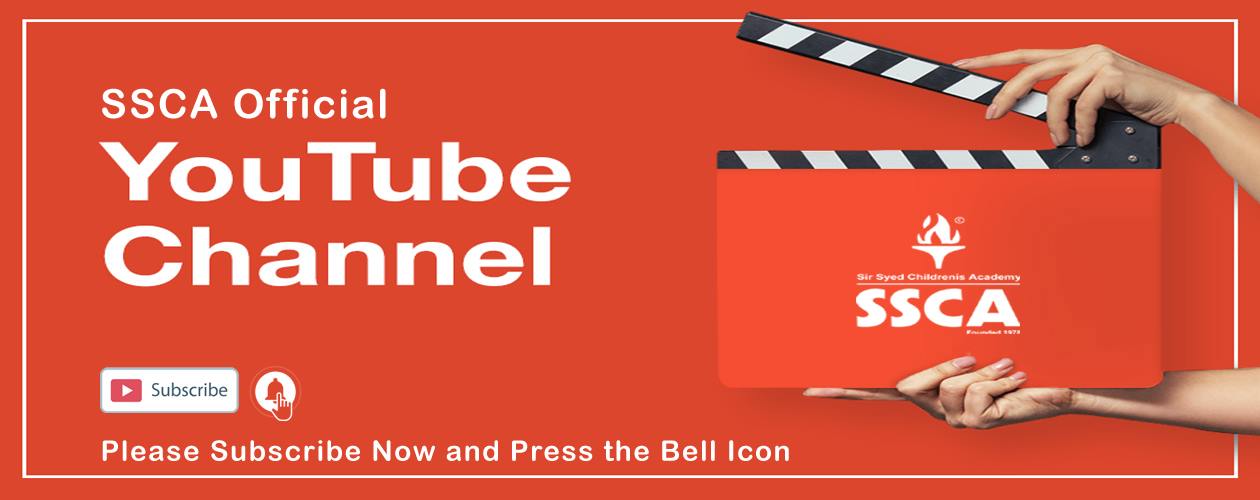 SSCA Official
YouTube
Channel
Subscribe
Please Subscribe Now and Press the Bell Icon
©
Sir Syed Childrenis Academy
SSCA
Founded 1973